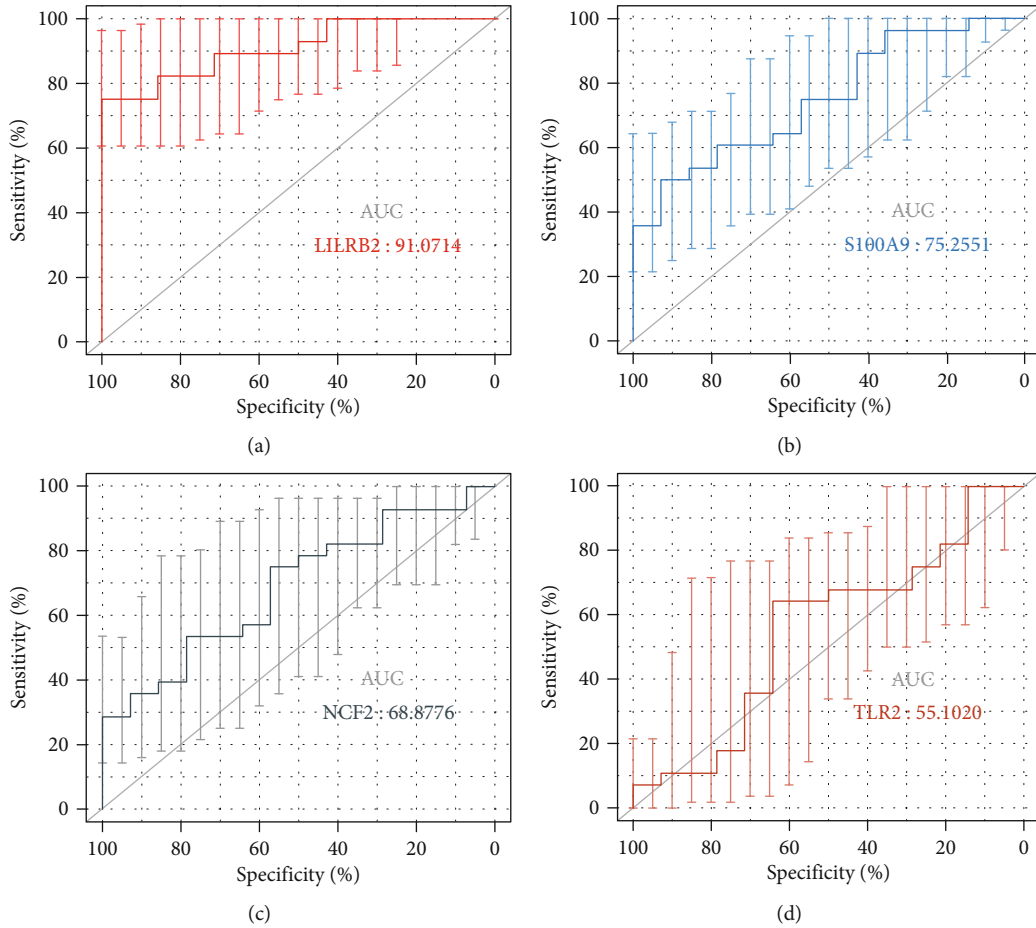 100
80
60
40
20
0
Sensitivity (%)
AUC
LILRB2 : 91.0714
100 80 60 40 20 0
Specificity (%)
(a)
100
80
60
40
20
0
Sensitivity (%)
AUC
S100A9 : 75.2551
100 80 60 40 20 0
Specificity (%)
(b)
100
80
60
40
20
0
Sensitivity (%)
AUC
NCF2 : 68.8776
100 80 60 40 20 0
Specificity (%)
(c)
100
80
60
40
20
0
Sensitivity (%)
AUC
TLR2 : 55.1020
100 80 60 40 20 0
Specificity (%)
(d)